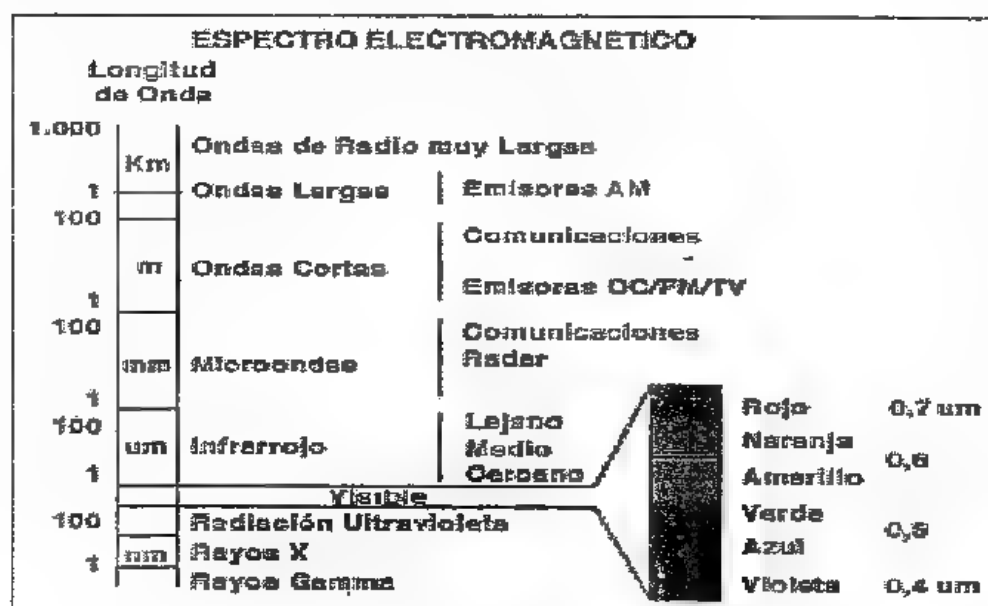 ESPECTRO ELECTROMAGNETICO
Longitud
de Onda
1.000
Km
Ondas de Radio muy Largas
1
Ondas Largas
Emisoras AM
100
m
Ondas Cortas
Comunicaciones
Emisoras OC/FM/TV
1
100
mm
Microondas
Comunicaciones
Radar
1
100
um
Infrarrojo
Lejano
Medio
Cercano
1
Visible
Rojo 0,7 um
Naranja
0,6
Amarillo
Verde
0,5
Azul
Violeta 0,4 um
100
Radiación Ultravioleta
nm
Rayos X
1
Rayos Gamma